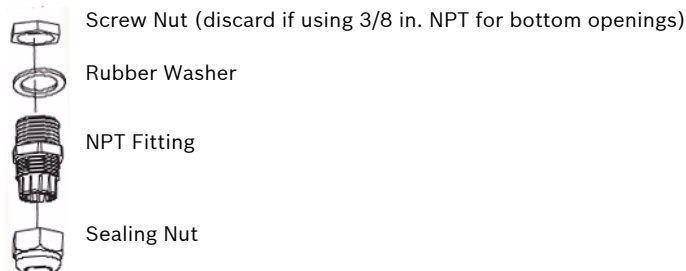 Screw Nut (discard if using 3/8 in. NPT for bottom openings)
Rubber Washer
NPT Fitting
Sealing Nut